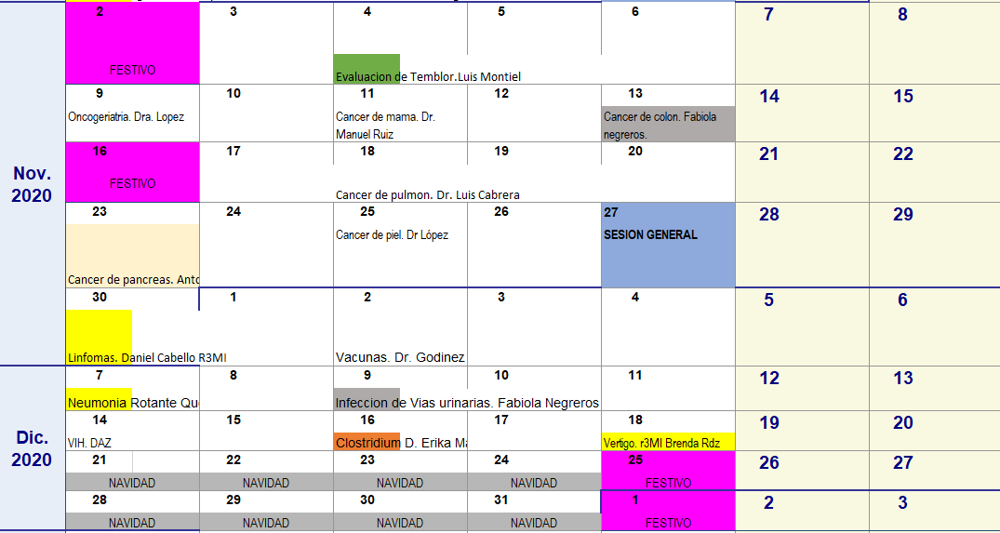 2 3 4 5 6 7 8
FESTIVO
Evaluacion de Temblor.Luis Montiel
9 10 11 12 13 14 15
Oncogeriatria. Dra. Lopez
Cancer de mama. Dr.
Manuel Ruiz
Cancer de colon. Fabiola
negreros.
Nov.
2020
16 17 18 19 20 21 22
FESTIVO
Cancer de pulmon. Dr. Luis Cabrera
23 24 25 26 27 28 29
Cancer de piel. Dr López
SESION GENERAL
Cancer de pancreas. Anto
30 1 2 3 4 5 6
Linfomas. Daniel Cabello R3MI
Vacunas. Dr. Godinez
7 8 9 10 11 12 13
Neumonia Rotante Qu
Infeccion de Vias urinarias. Fabiola Negreros
Dic.
2020
14 15 16 17 18 19 20
VIH. DAZ
Clostridium D. Erika Ma
Vertigo. r3MI Brenda Rdz
21 22 23 24 25 26 27
NAVIDAD NAVIDAD NAVIDAD NAVIDAD FESTIVO
28 29 30 31 1 2 3
NAVIDAD NAVIDAD NAVIDAD NAVIDAD FESTIVO